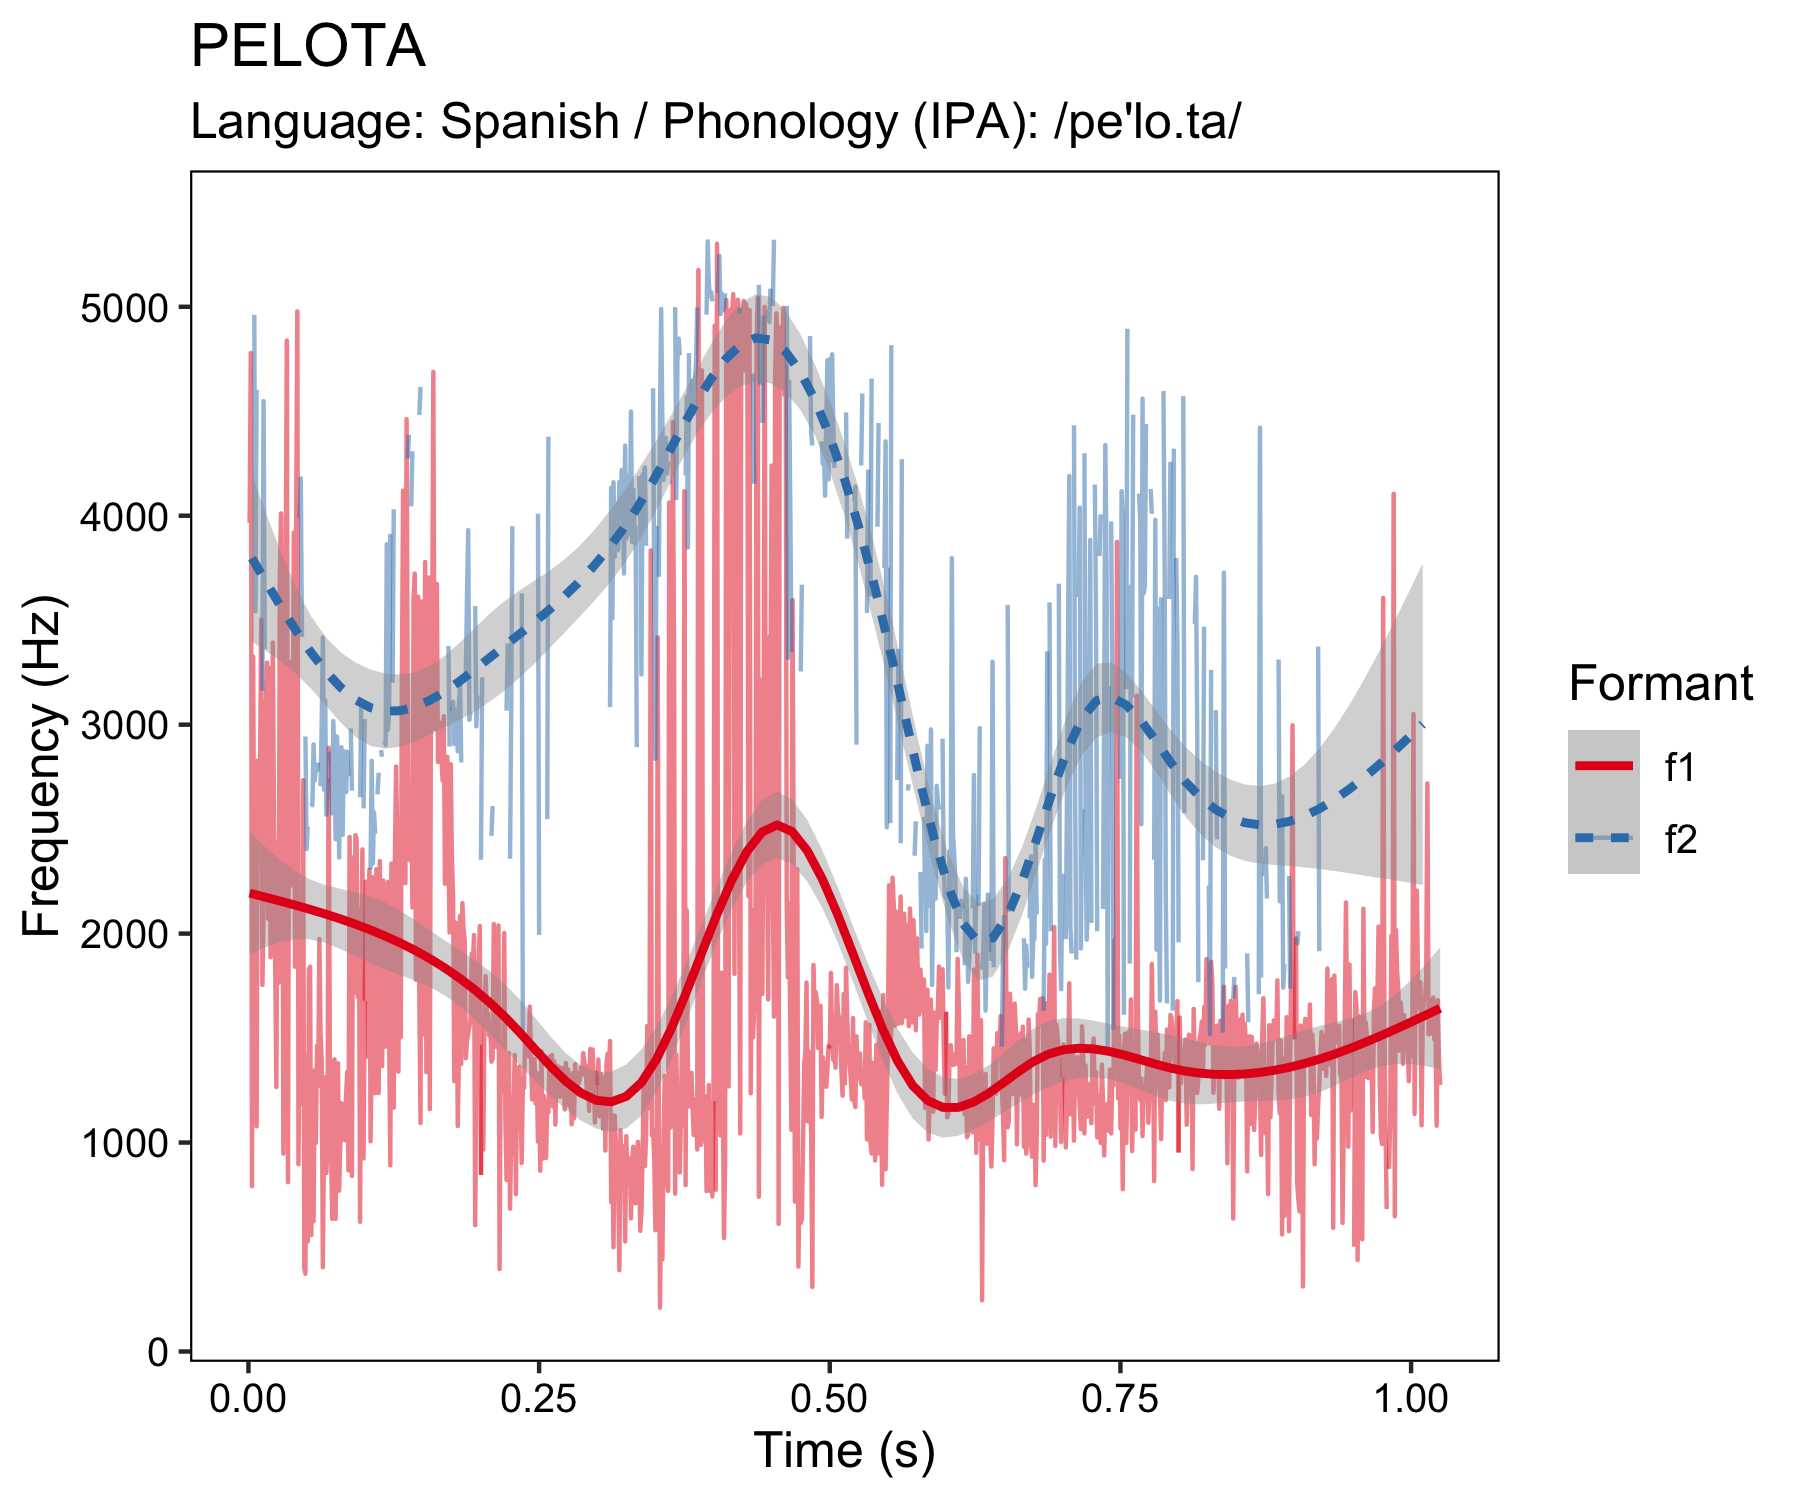 PELOTA
Language: Spanish / Phonology (IPA): /pe'lo.ta/
5000
4000
3000
2000
1000
0
Frequency (Hz)
0.00
0.25
0.50
0.75
1.00
Time (s)
Formant
f1
f2